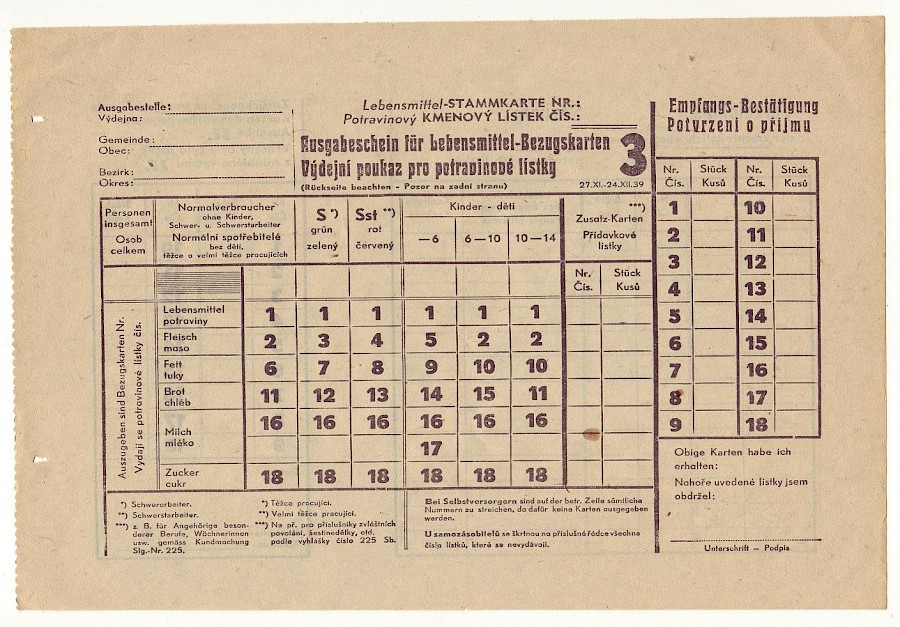 Ausgabestelle:
Výdejna:
Gemeinde:
Obec:
Bezirk:
Okres:
Lebensmittel-STAMMKARTE NR.:
Potravinový KMENOVÝ LÍSTEK ČÍS.:
Ausgabeschein für Lebensmittel-Bezugskarten
Výdejní poukaz pro potravinové lístky
3
(Rückseite beachten - Pozor na zadní stranu)
27.XI.-24.XII.39
Personen insgesamt
Osob celkem
Normalverbraucher
ohne Kinder,
Schwer- u. Schwerstarbeiter
Normální spotřebitelé
bez dětí,
těžce a velmi těžce pracujících
S *)
grün
zelený
Sst **)
rot
červený
Kinder - děti
—6 6—10 10—14
***)
Zusatz-Karten
Přídavkové
lístky
Nr. Stück
Čís. Kusů
Auszugeben sind Bezugskarten Nr.
Vydají se potravinové lístky čís.
Lebensmittel
potraviny
1 1 1 1 1 1
Fleisch
maso
2 3 4 5 2 2
Fett
tuky
6 7 8 9 10 10
Brot
chléb
11 12 13 14 15 11
Milch
mléko
16 16 16 16 16 16
17
Zucker
cukr
18 18 18 18 18 18
*) Schwerarbeiter.
**) Schwerstarbeiter.
***) z. B. für Angehörige beson-
derer Berufe, Wöchnerinnen
usw. gemäss Kundmachung
Slg.-Nr. 225.
*) Těžce pracující.
**) Velmi těžce pracující.
***) Na př. pro příslušníky zvláštních
povolání, šestinedělky, atd.
podle vyhlášky číslo 225 Sb.
Bei Selbstversorgern sind auf der betr. Zeile sämtliche
Nummern zu streichen, da dafür keine Karten ausgegeben
werden.
U samozásobitelů se škrtnou na příslušné řádce všechna
čísla lístků, které se nevydávají.
Empfangs-Bestätigung
Potvrzení o příjmu
Nr. Stück Nr. Stück
Čís. Kusů Čís. Kusů
1 10
2 11
3 12
4 13
5 14
6 15
7 16
8 17
9 18
Obige Karten habe ich
erhalten:
Nahoře uvedené lístky jsem
obdržel:
Unterschrift — Podpis